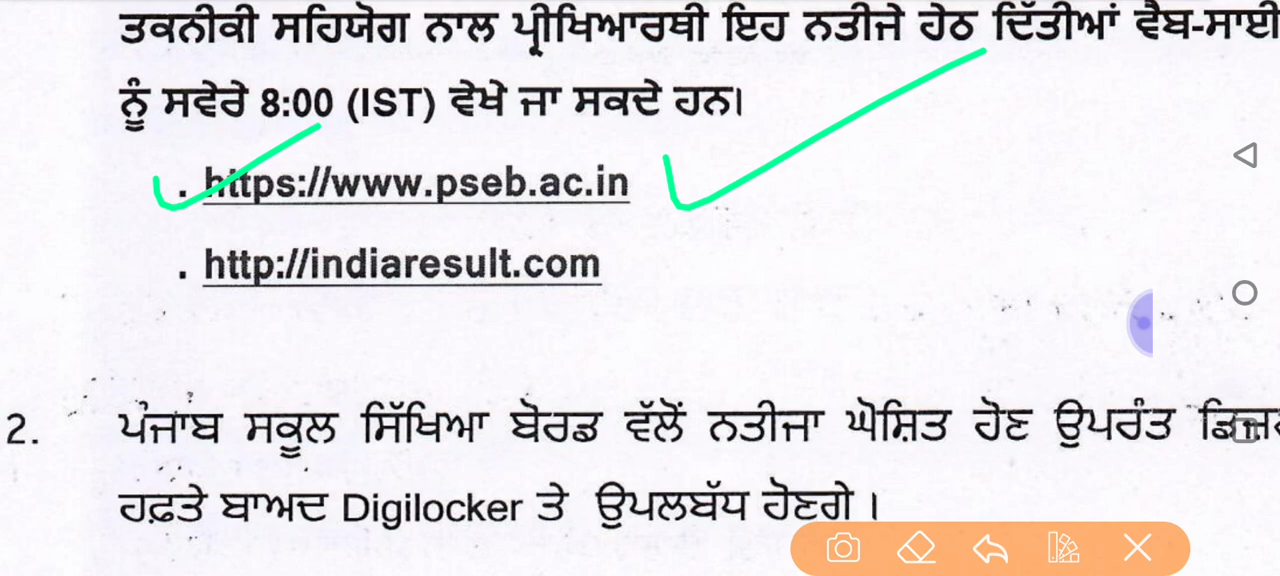 ਤਕਨੀਕੀ ਸਹਿਯੋਗ ਨਾਲ ਪ੍ਰੀਖਿਆਰਥੀ ਇਹ ਨਤੀਜੇ ਹੇਠ ਦਿੱਤੀਆਂ ਵੈਬ-ਸਾਈ
ਨੂੰ ਸਵੇਰੇ 8:00 (IST) ਵੇਖੇ ਜਾ ਸਕਦੇ ਹਨ।
. https://www.pseb.ac.in
. http://indiaresult.com
2. ਪੰਜਾਬ ਸਕੂਲ ਸਿੱਖਿਆ ਬੋਰਡ ਵੱਲੋਂ ਨਤੀਜਾ ਘੋਸ਼ਿਤ ਹੋਣ ਉਪਰੰਤ
ਹਫ਼ਤੇ ਬਾਅਦ Digilocker ਤੇ ਉਪਲਬੱਧ ਹੋਣਗੇ ।